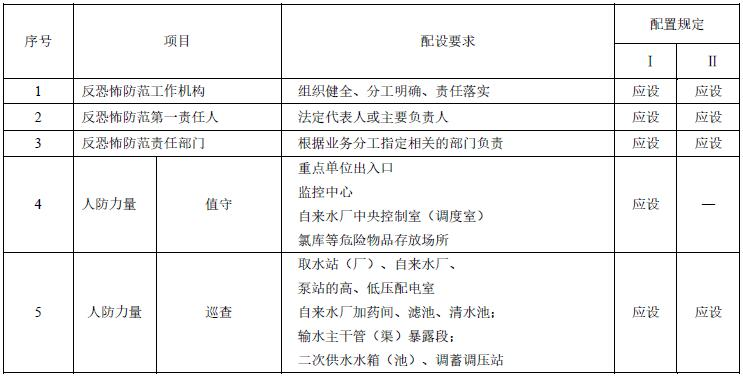 序号 项目 配设要求 配置规定
Ⅰ Ⅱ
1 反恐怖防范工作机构 组织健全、分工明确、责任落实 应设 应设
2 反恐怖防范第一责任人 法定代表人或主要负责人 应设 应设
3 反恐怖防范责任部门 根据业务分工指定相关的部门负责 应设 应设
4 人防力量 值守 重点单位出入口
监控中心
自来水厂中央控制室（调度室）
氯库等危险物品存放场所 应设 —
5 人防力量 巡查 取水站（厂）、自来水厂、
泵站的高、低压配电室
自来水厂加药间、滤池、清水池；
输水主干管（渠）暴露段；
二次供水水箱（池）、调蓄调压站 应设 应设